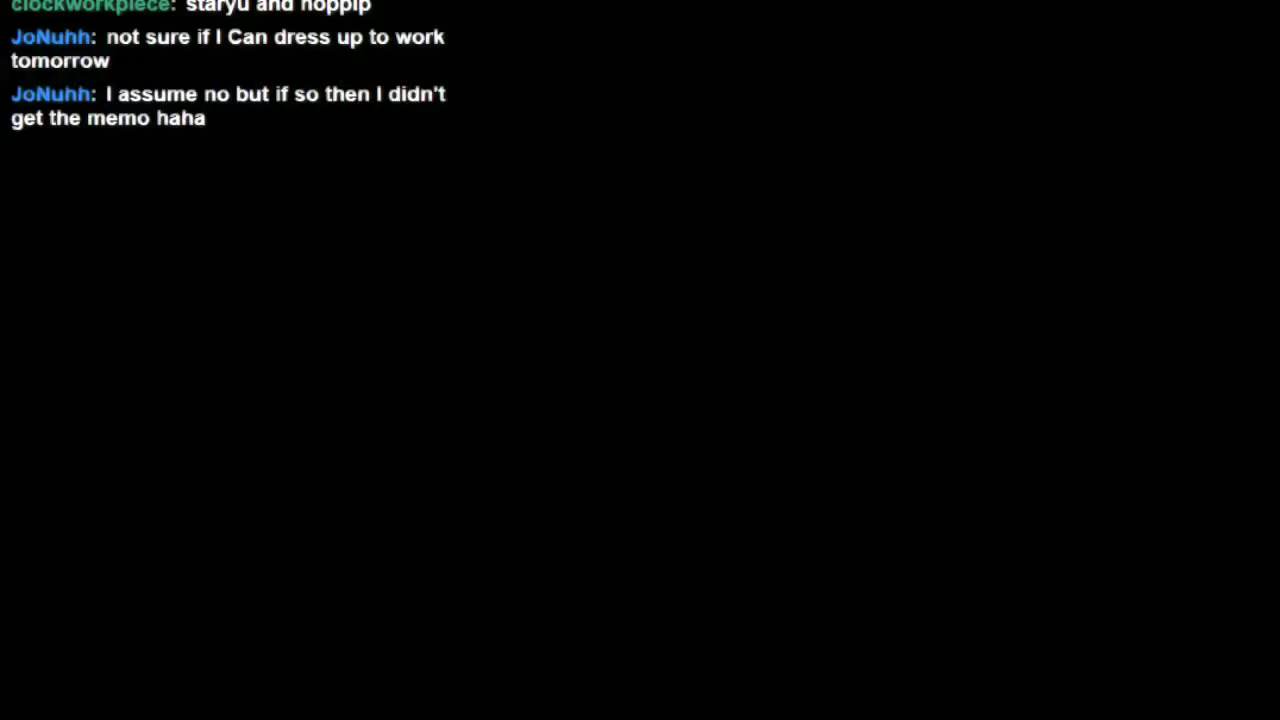 clockworkpiece: staryu and hoppip
JoNuhh: not sure if I Can dress up to work
tomorrow
JoNuhh: I assume no but if so then I didn't
get the memo haha